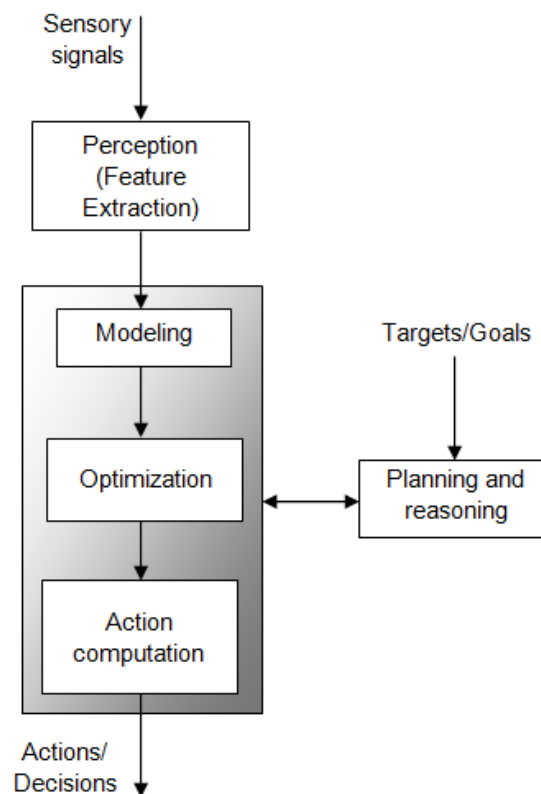 Sensory
signals
Perception
(Feature
Extraction)
Modeling
Targets/Goals
Optimization
Planning and
reasoning
Action
computation
Actions/
Decisions